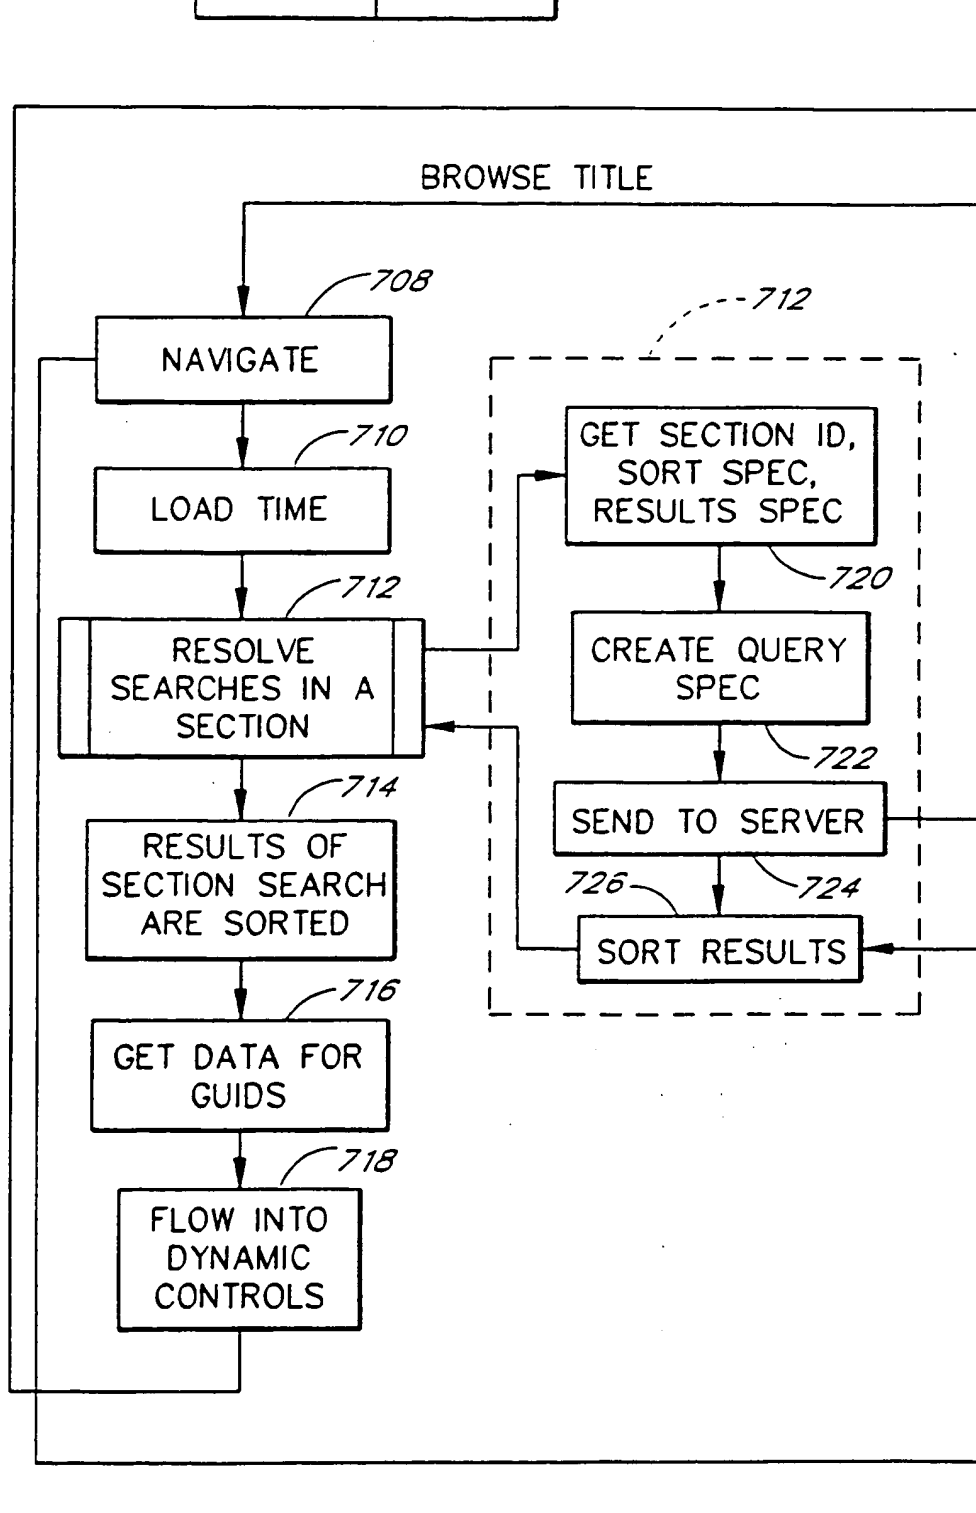 BROWSE TITLE
708
NAVIGATE
710
LOAD TIME
712
RESOLVE
SEARCHES IN A
SECTION
714
RESULTS OF
SECTION SEARCH
ARE SORTED
716
GET DATA FOR
GUIDS
718
FLOW INTO
DYNAMIC
CONTROLS
712
GET SECTION ID,
SORT SPEC,
RESULTS SPEC
720
CREATE QUERY
SPEC
722
SEND TO SERVER
724
726
SORT RESULTS